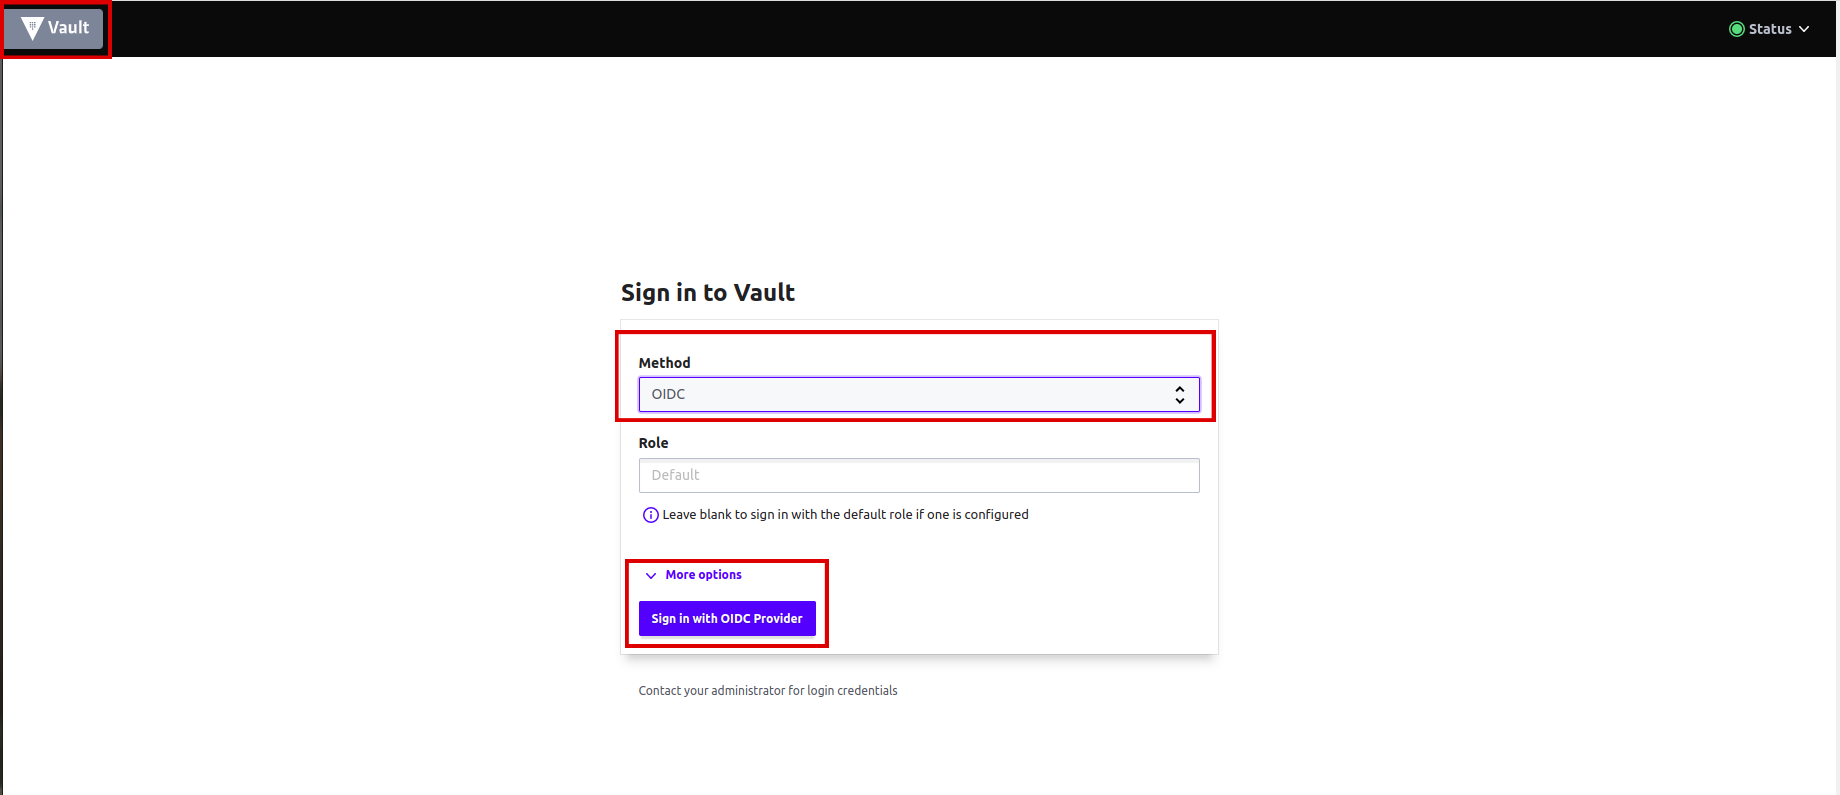 Vault
Status
Sign in to Vault
Method
OIDC
Role
Default
Leave blank to sign in with the default role if one is configured
More options
Sign in with OIDC Provider
Contact your administrator for login credentials